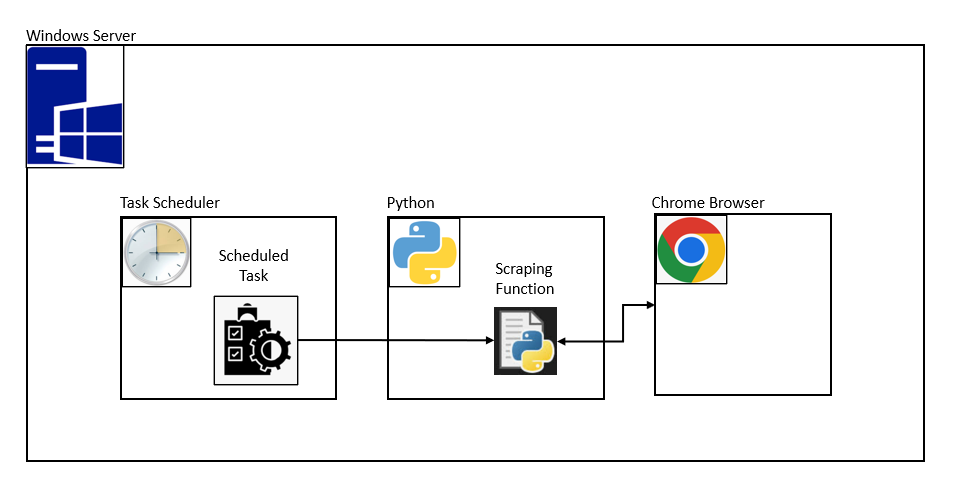 Windows Server
Task Scheduler
Python
Chrome Browser
Scheduled
Task
Scraping
Function